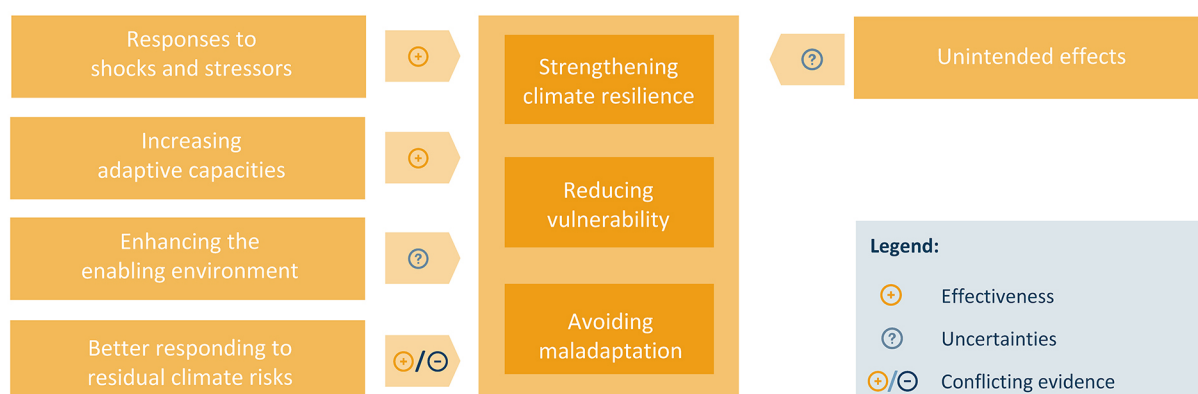 Responses to
shocks and stressors
Increasing
adaptive capacities
Enhancing the
enabling environment
Better responding to
residual climate risks
Strengthening
climate resilience
Reducing
vulnerability
Avoiding
maladaptation
Unintended effects
Legend:
Effectiveness
Uncertainties
Conflicting evidence